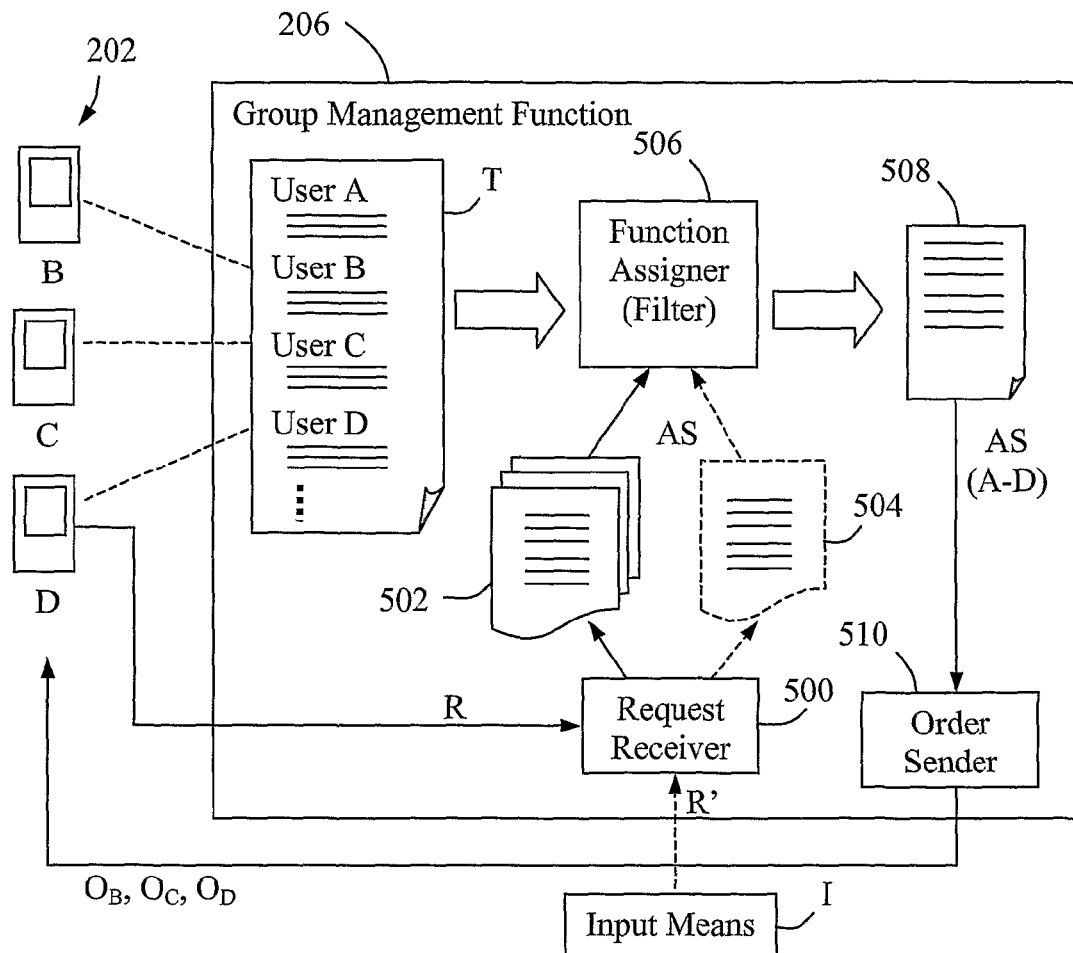 206
202
Group Management Function
506
508
T
User A
User B
User C
User D
Function
Assigner
(Filter)
B
C
D
AS
AS
(A-D)
502
504
510
500
R
Request
Receiver
Order
Sender
R'
O_B, O_C, O_D
I
Input Means